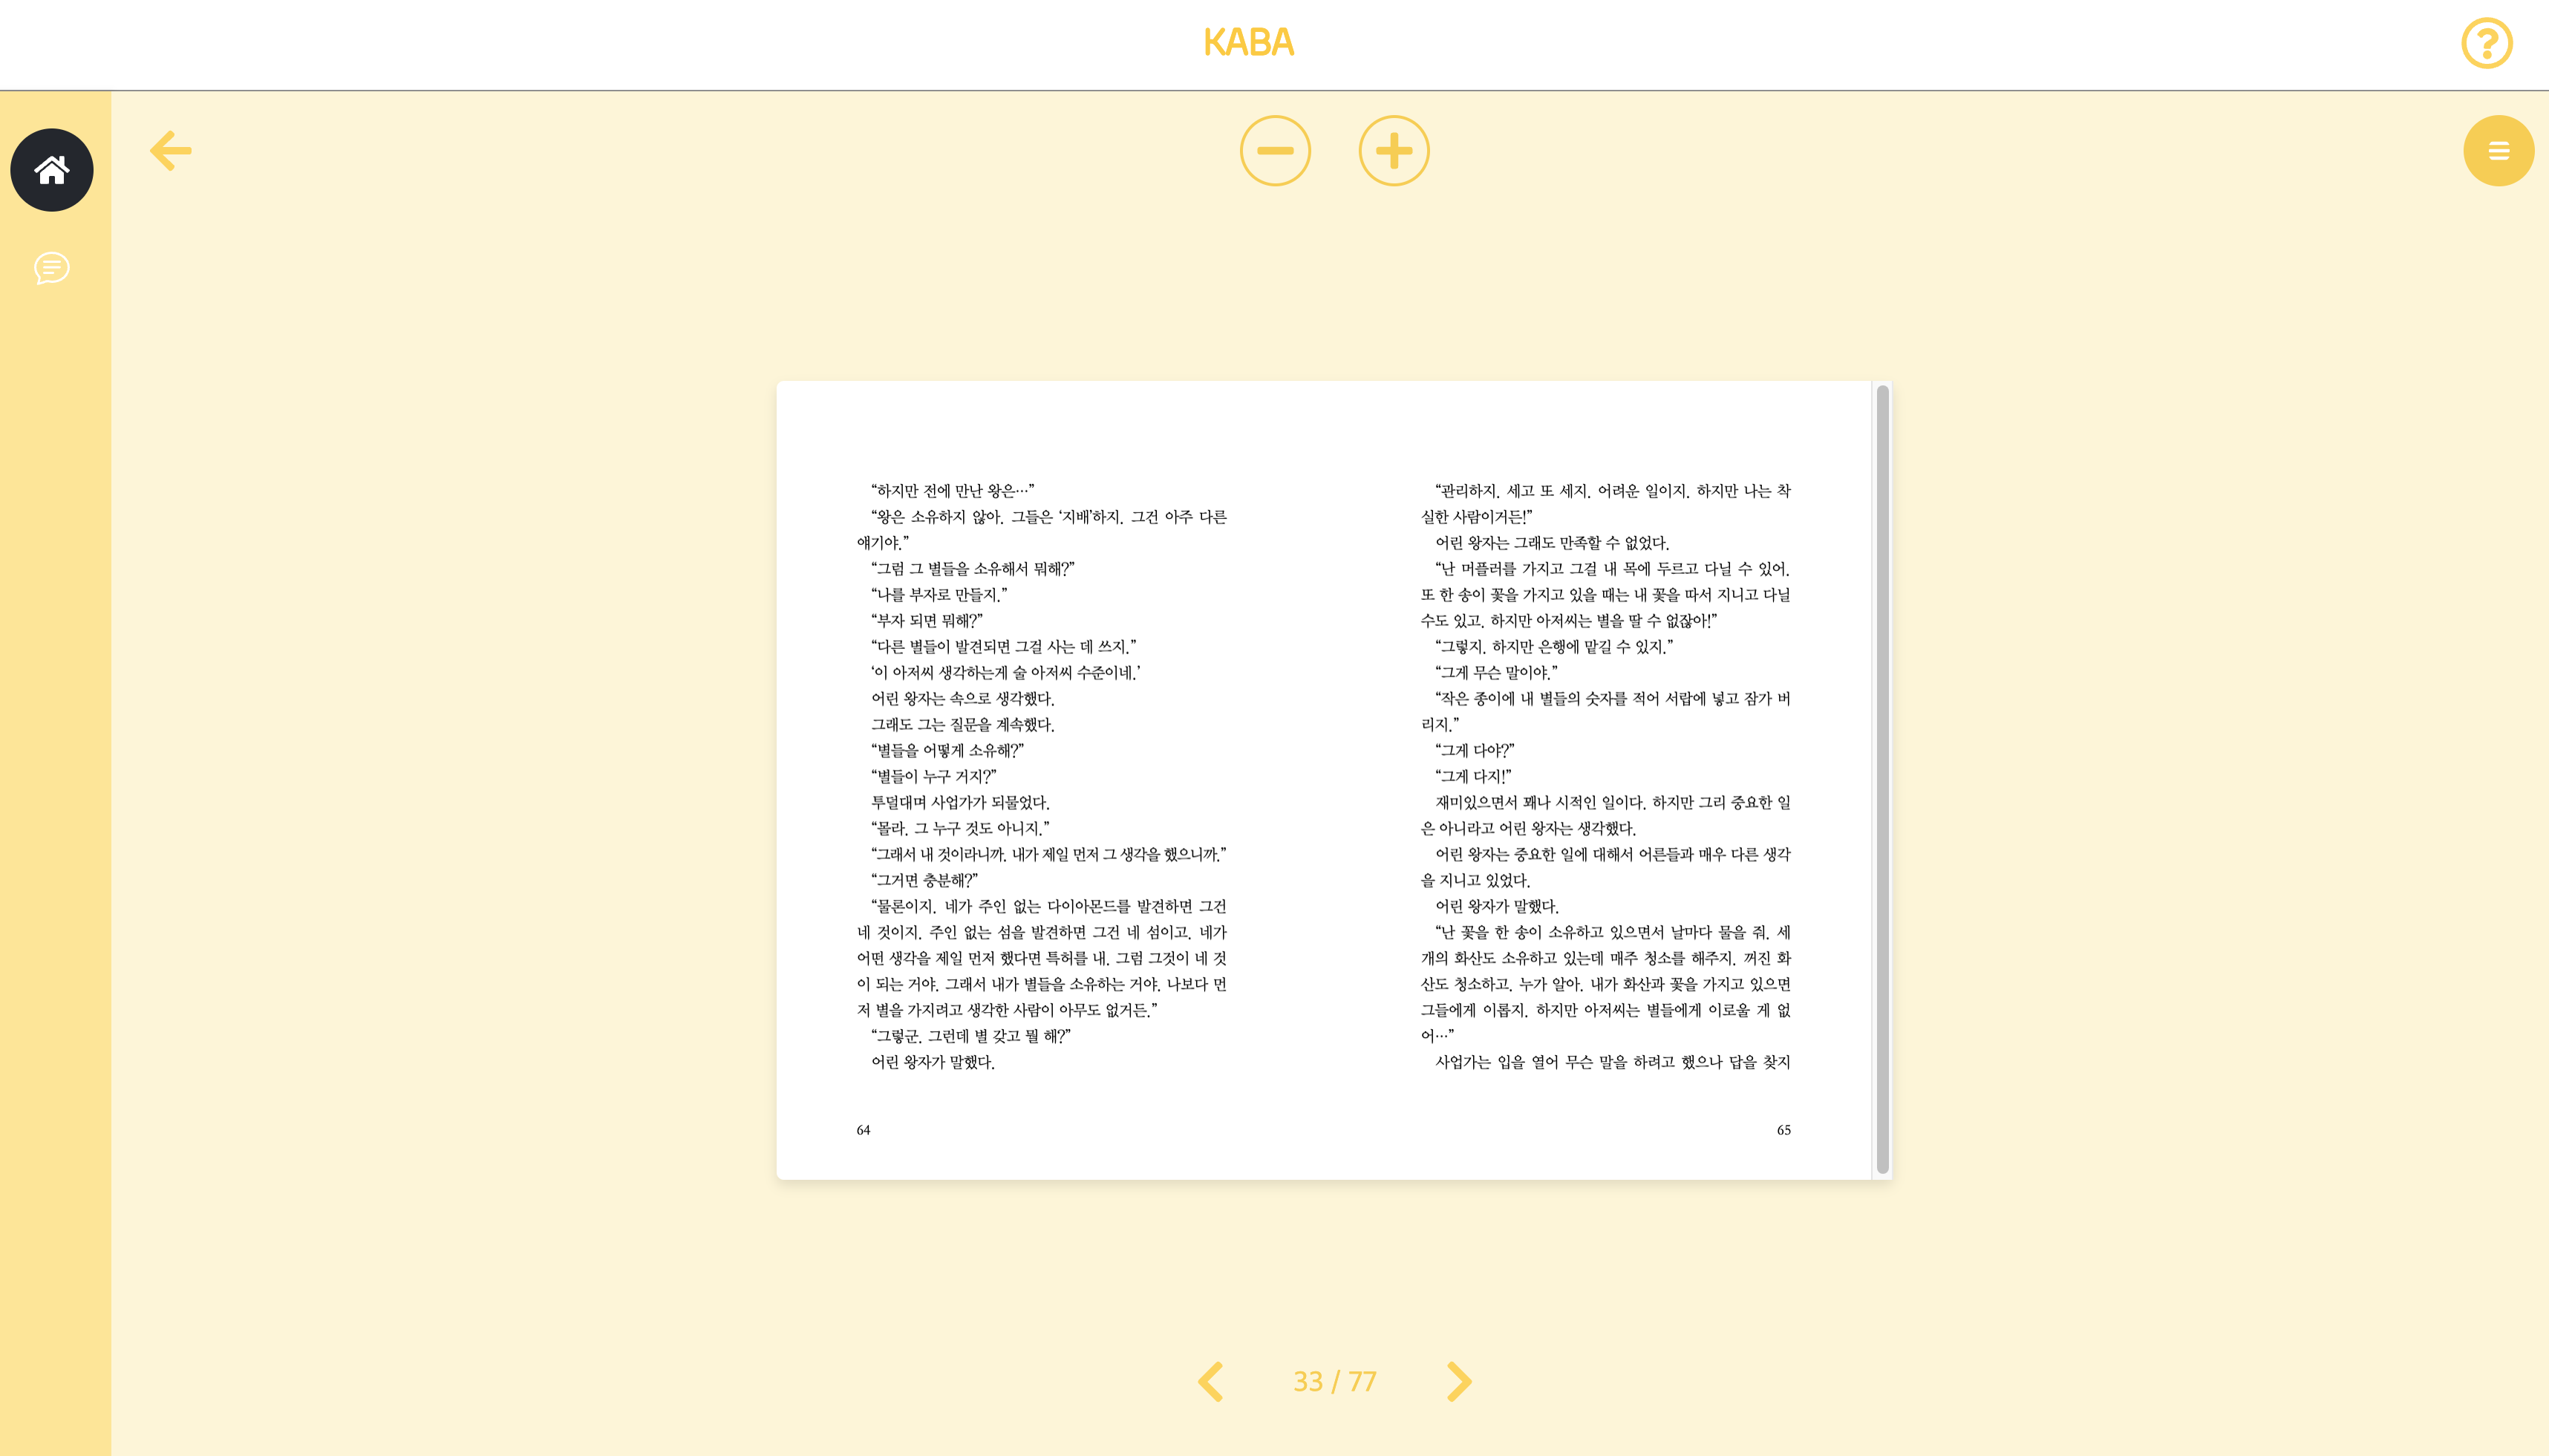 KABA
“하지만 전에 만난 왕은…”
“왕은 소유하지 않아. 그들은 ‘지배’하지. 그건 아주 다른
얘기야.”
“그럼 그 별들을 소유해서 뭐해?”
“나를 부자로 만들지.”
“부자 되면 뭐해?”
“다른 별들이 발견되면 그걸 사는 데 쓰지.”
‘이 아저씨 생각하는게 술 아저씨 수준이네.’
어린 왕자는 속으로 생각했다.
그래도 그는 질문을 계속했다.
“별들을 어떻게 소유해?”
“별들이 누구 거지?”
투덜대며 사업가가 되물었다.
“몰라. 그 누구 것도 아니지.”
“그래서 내 것이라니까. 내가 제일 먼저 그 생각을 했으니까.”
“그거면 충분해?”
“물론이지. 네가 주인 없는 다이아몬드를 발견하면 그건
네 것이지. 주인 없는 섬을 발견하면 그건 네 섬이고. 네가
어떤 생각을 제일 먼저 했다면 특허를 내. 그럼 그것이 네 것
이 되는 거야. 그래서 내가 별들을 소유하는 거야. 나보다 먼
저 별을 가지려고 생각한 사람이 아무도 없거든.”
“그렇군. 그런데 별 갖고 뭘 해?”
어린 왕자가 말했다.
64
“관리하지. 세고 또 세지. 어려운 일이지. 하지만 나는 착
실한 사람이거든!”
어린 왕자는 그래도 만족할 수 없었다.
“난 머플러를 가지고 그걸 내 목에 두르고 다닐 수 있어.
또 한 송이 꽃을 가지고 있을 때는 내 꽃을 따서 지니고 다닐
수도 있고. 하지만 아저씨는 별을 딸 수 없잖아!”
“그렇지. 하지만 은행에 맡길 수 있지.”
“그게 무슨 말이야.”
“작은 종이에 내 별들의 숫자를 적어 서랍에 넣고 잠가 버
리지.”
“그게 다야?”
“그게 다지!”
재미있으면서 꽤나 시적인 일이다. 하지만 그리 중요한 일
은 아니라고 어린 왕자는 생각했다.
어린 왕자는 중요한 일에 대해서 어른들과 매우 다른 생각
을 지니고 있었다.
어린 왕자가 말했다.
“난 꽃을 한 송이 소유하고 있으면서 날마다 물을 줘. 세
개의 화산도 소유하고 있는데 매주 청소를 해주지. 꺼진 화
산도 청소하고. 누가 알아. 내가 화산과 꽃을 가지고 있으면
그들에게 이롭지. 하지만 아저씨는 별들에게 이로울 게 없
어…”
사업가는 입을 열어 무슨 말을 하려고 했으나 답을 찾지
65
33 / 77